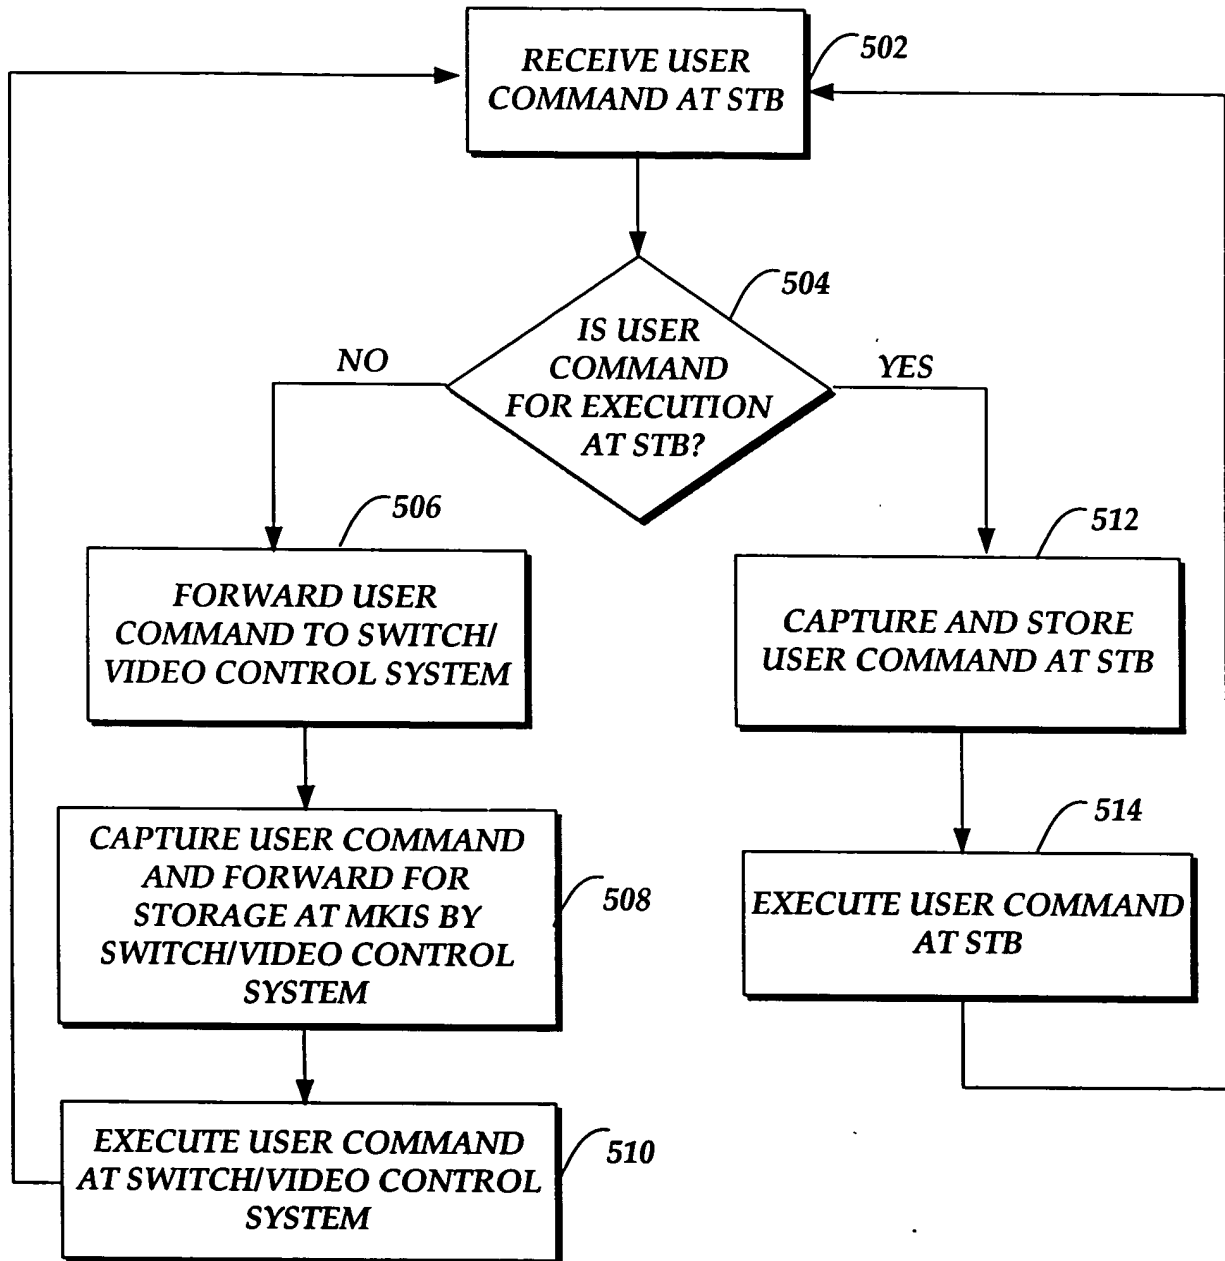 RECEIVE USER
COMMAND AT STB
502
IS USER
COMMAND
FOR EXECUTION
AT STB?
504
NO
YES
506
FORWARD USER
COMMAND TO SWITCH/
VIDEO CONTROL SYSTEM
512
CAPTURE AND STORE
USER COMMAND AT STB
CAPTURE USER COMMAND
AND FORWARD FOR
STORAGE AT MKIS BY
SWITCH/VIDEO CONTROL
SYSTEM
508
514
EXECUTE USER COMMAND
AT STB
EXECUTE USER COMMAND
AT SWITCH/VIDEO CONTROL
SYSTEM
510